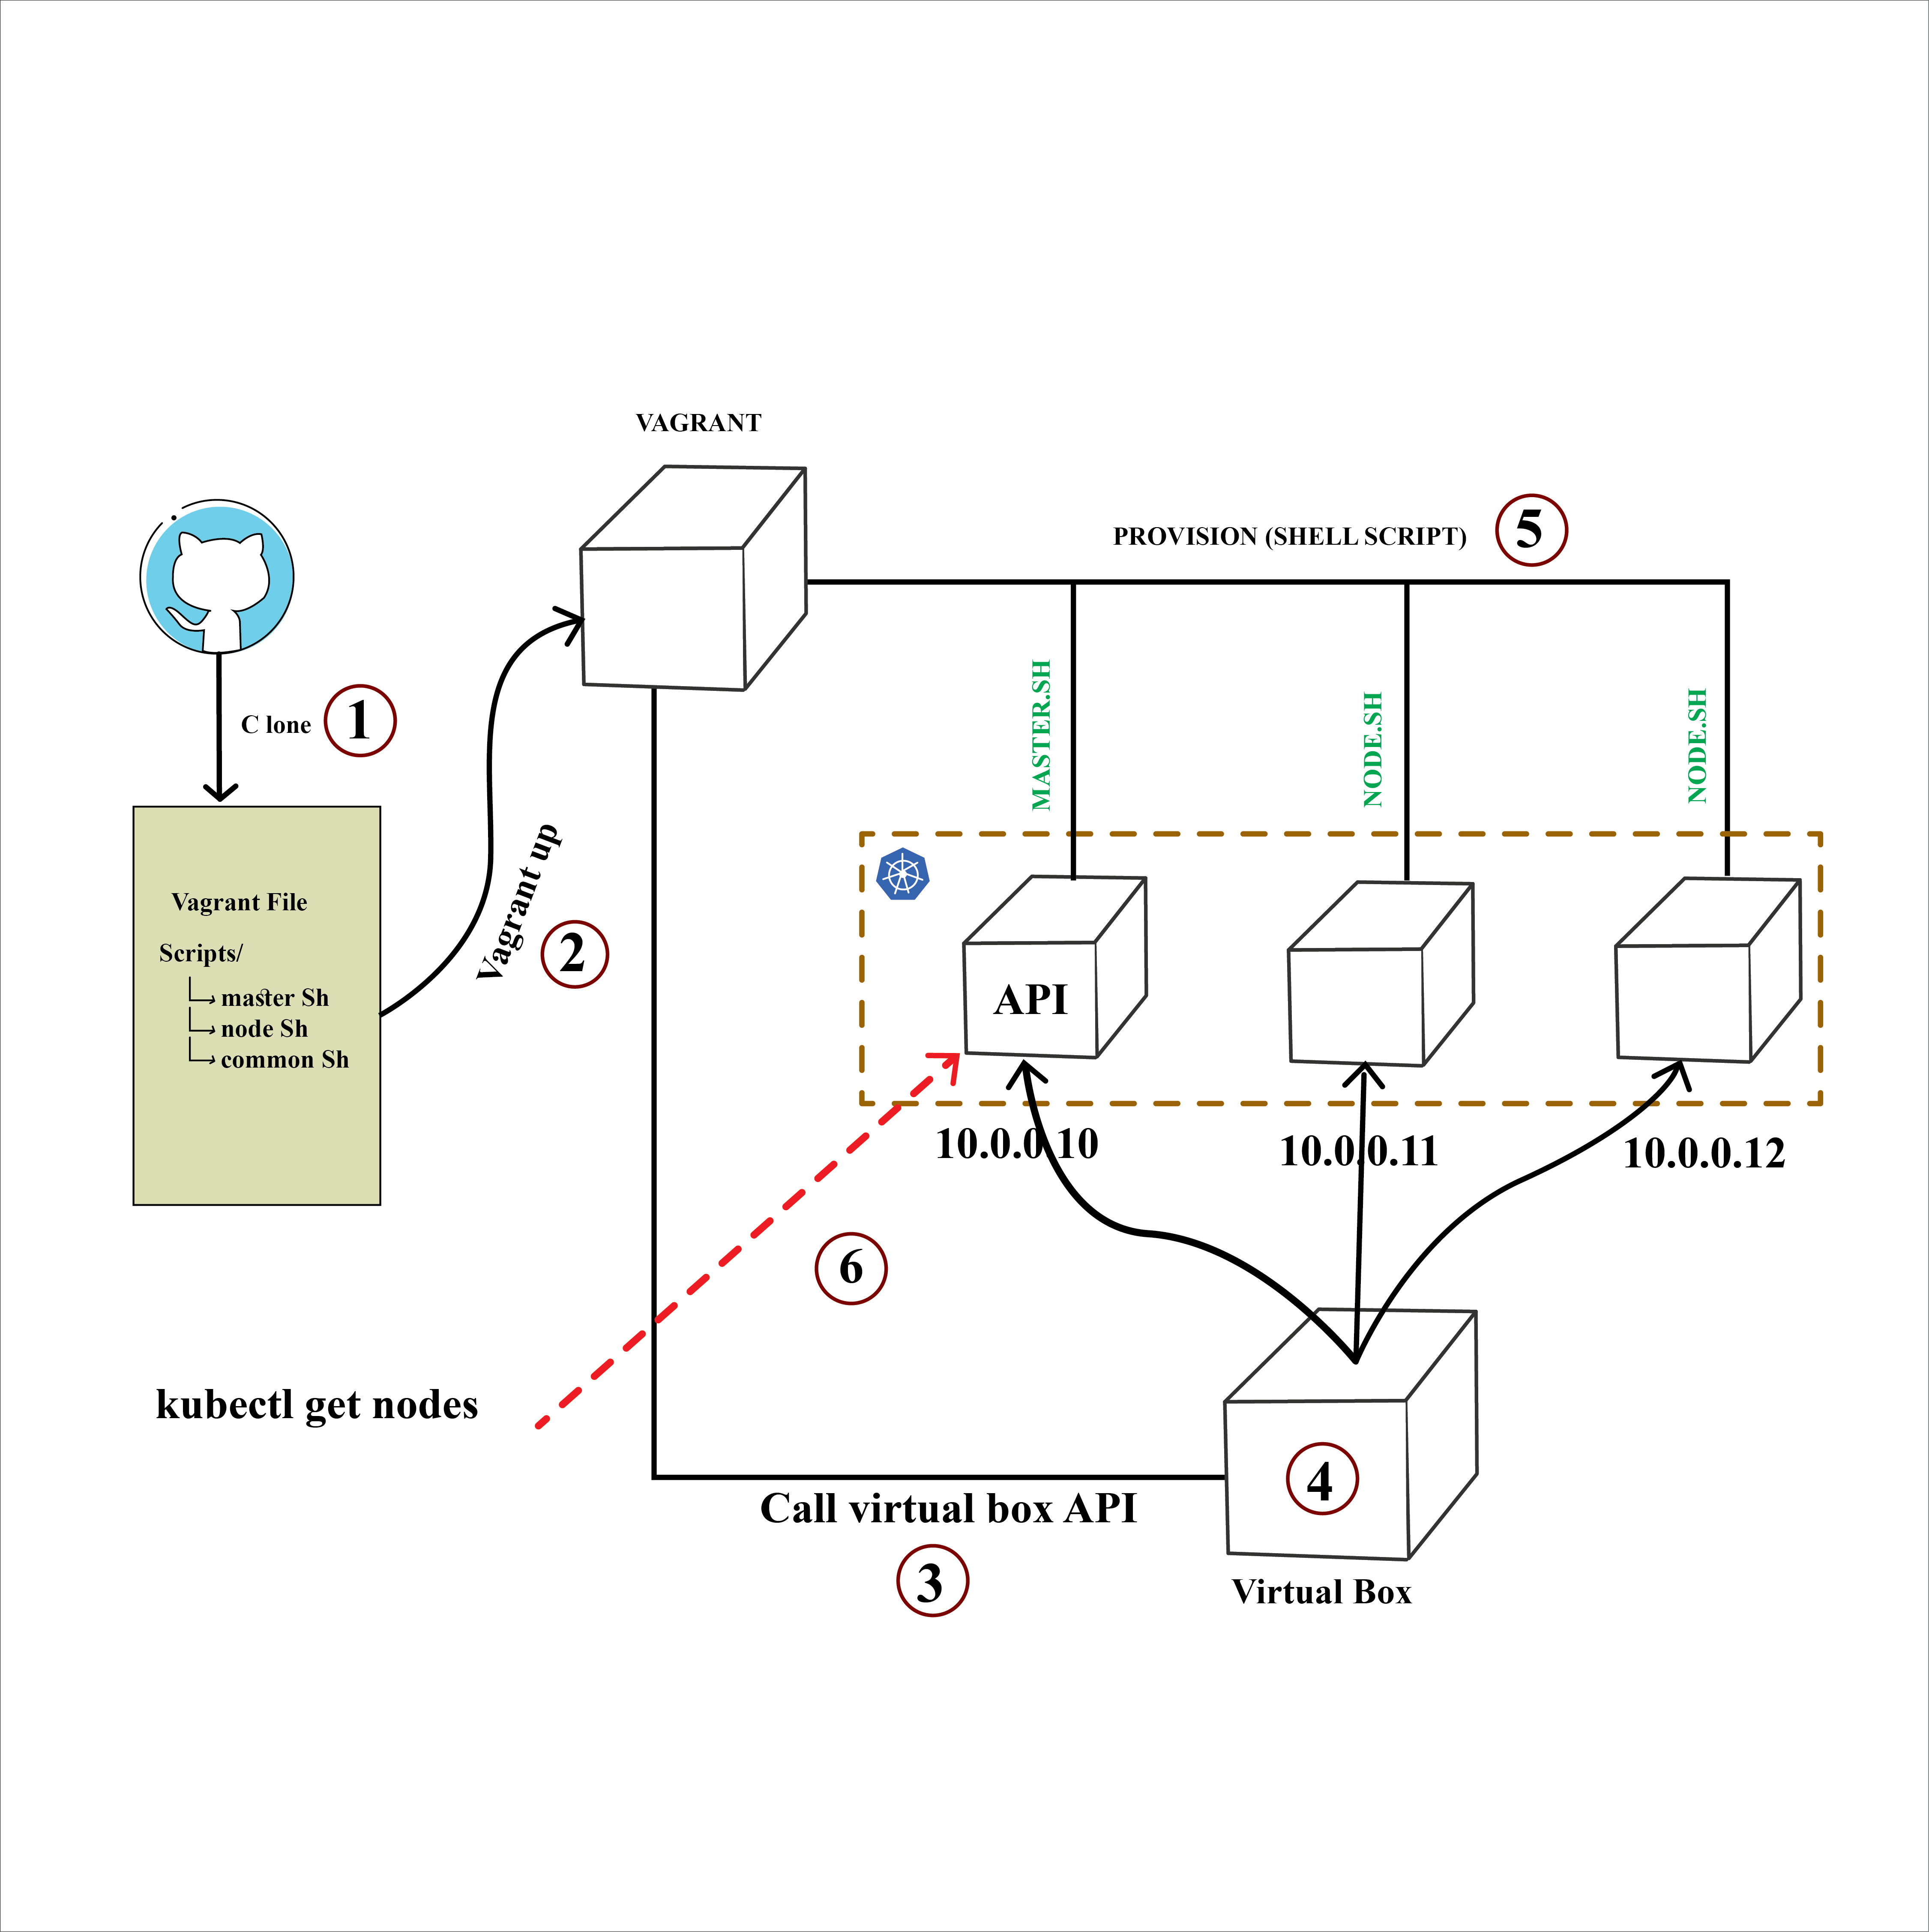 VAGRANT
PROVISION (SHELL SCRIPT)
5
C lone
1
MASTER.SH
NODE.SH
NODE.SH
Vagrant up
2
Vagrant File
Scripts/
master Sh
node Sh
common Sh
API
10.0.0.10
10.0.0.11
10.0.0.12
6
kubectl get nodes
4
Call virtual box API
3
Virtual Box